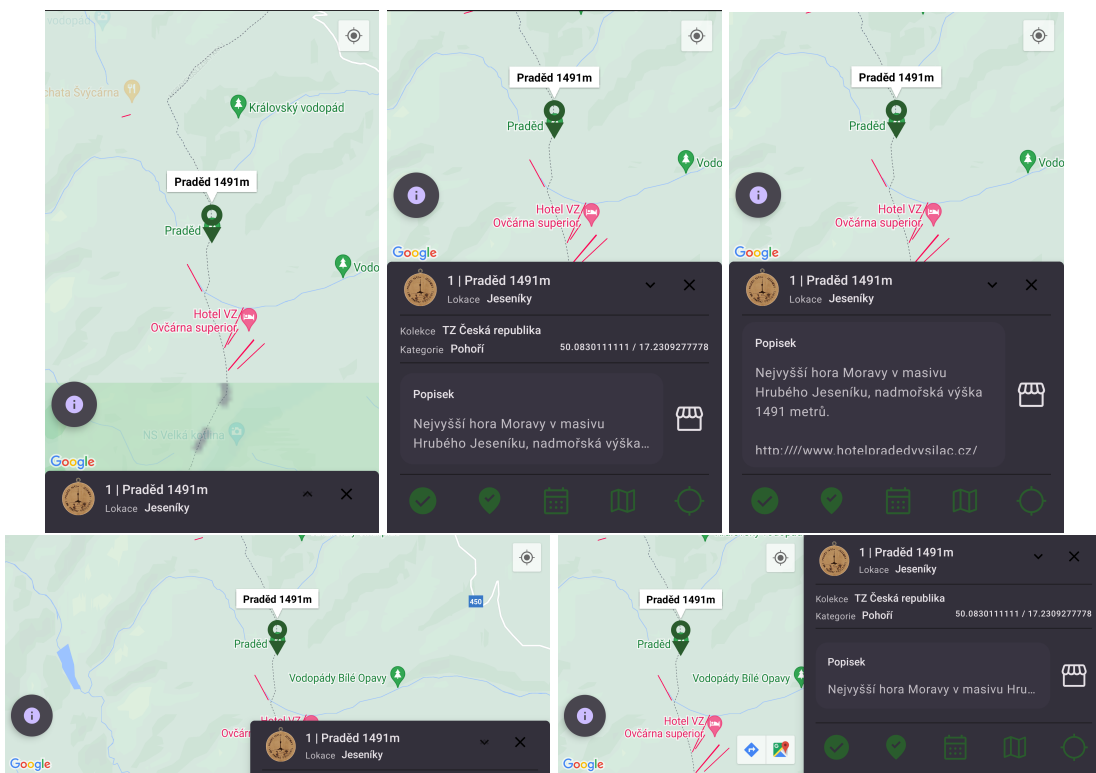 vodopád
chata Švýcárna
Královský vodopád
Praděd 1491m
Praděd
Vodo
Hotel VZ
Ovčárna superior
NS Velká kotlina
Google
1 | Praděd 1491m
Lokace Jeseníky
Praděd 1491m
Praděd
Vodo
Hotel VZ
Ovčárna superior
Google
1 | Praděd 1491m
Lokace Jeseníky
Kolekce TZ Česká republika
Kategorie Pohoří 50.0830111111 / 17.2309277778
Popisek
Nejvyšší hora Moravy v masivu
Hrubého Jeseníku, nadmořská výška…
Praděd 1491m
Praděd
Vodo
Hotel VZ
Ovčárna superior
Google
1 | Praděd 1491m
Lokace Jeseníky
Popisek
Nejvyšší hora Moravy v masivu
Hrubého Jeseníku, nadmořská výška
1491 metrů.
http:////www.hotelpradedvysilac.cz/
450
Praděd 1491m
Praděd
Vodopády Bílé Opavy
Hotel VZ
Ovčárn
Google
1 | Praděd 1491m
Lokace Jeseníky
Praděd 1491m
Praděd
Vodopády Bí
Hotel VZ
Ovčárna superior
Google
1 | Praděd 1491m
Lokace Jeseníky
Kolekce TZ Česká republika
Kategorie Pohoří 50.0830111111 / 17.2309277778
Popisek
Nejvyšší hora Moravy v masivu Hru…